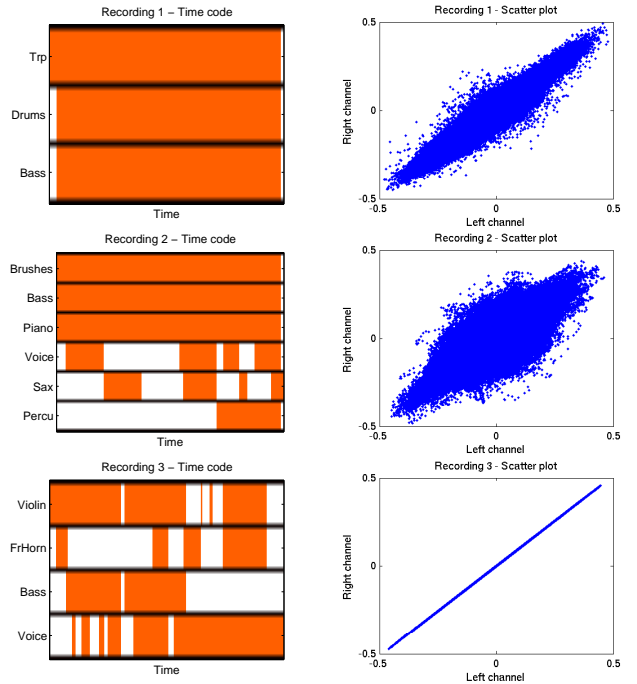 Recording 1 – Time code
Trp
Drums
Bass
Time
Recording 1 - Scatter plot
Right channel
0.5
0
-0.5
-0.5
0
0.5
Left channel
Recording 2 – Time code
Brushes
Bass
Piano
Voice
Sax
Percu
Time
Recording 2 - Scatter plot
Right channel
0.5
0
-0.5
-0.5
0
0.5
Left channel
Recording 3 – Time code
Violin
FrHorn
Bass
Voice
Time
Recording 3 - Scatter plot
Right channel
0.5
0
-0.5
-0.5
0
0.5
Left channel